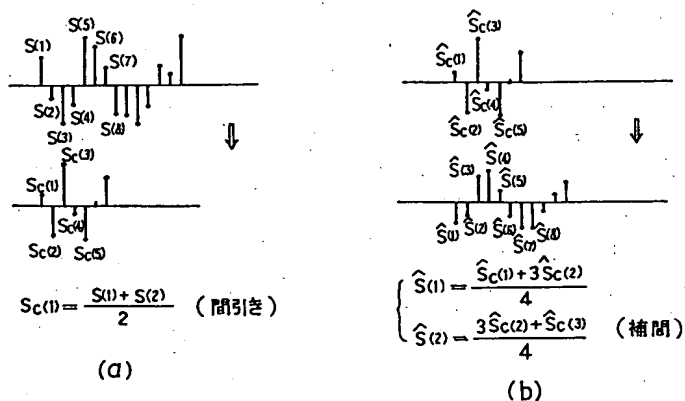 S(5)
S(1) S(6)
S(7)
S(2) S(4) S(8)
S(3)
Sc(3)
Sc(1)
Sc(4)
Sc(2) Sc(5)
⇩
Sc(1) = (S(1) + S(2)) / 2 (間引き)
(a)
Ŝc(3)
Ŝc(1)
Ŝc(4)
Ŝc(2) Ŝc(5)
⇩
Ŝ(4)
Ŝ(3) Ŝ(5)
Ŝ(1) Ŝ(2) Ŝ(6) Ŝ(8)
Ŝ(7)
Ŝ(1) = (Ŝc(1) + 3Ŝc(2)) / 4
Ŝ(2) = (3Ŝc(2) + Ŝc(3)) / 4 (補間)
(b)